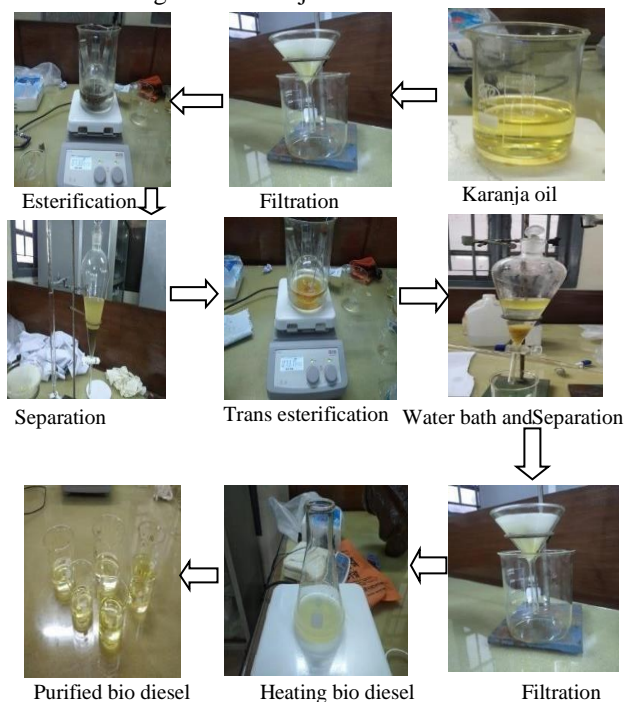 Esterification
Filtration
Karanja oil
Separation
Trans esterification
Water bath andSeparation
Purified bio diesel
Heating bio diesel
Filtration